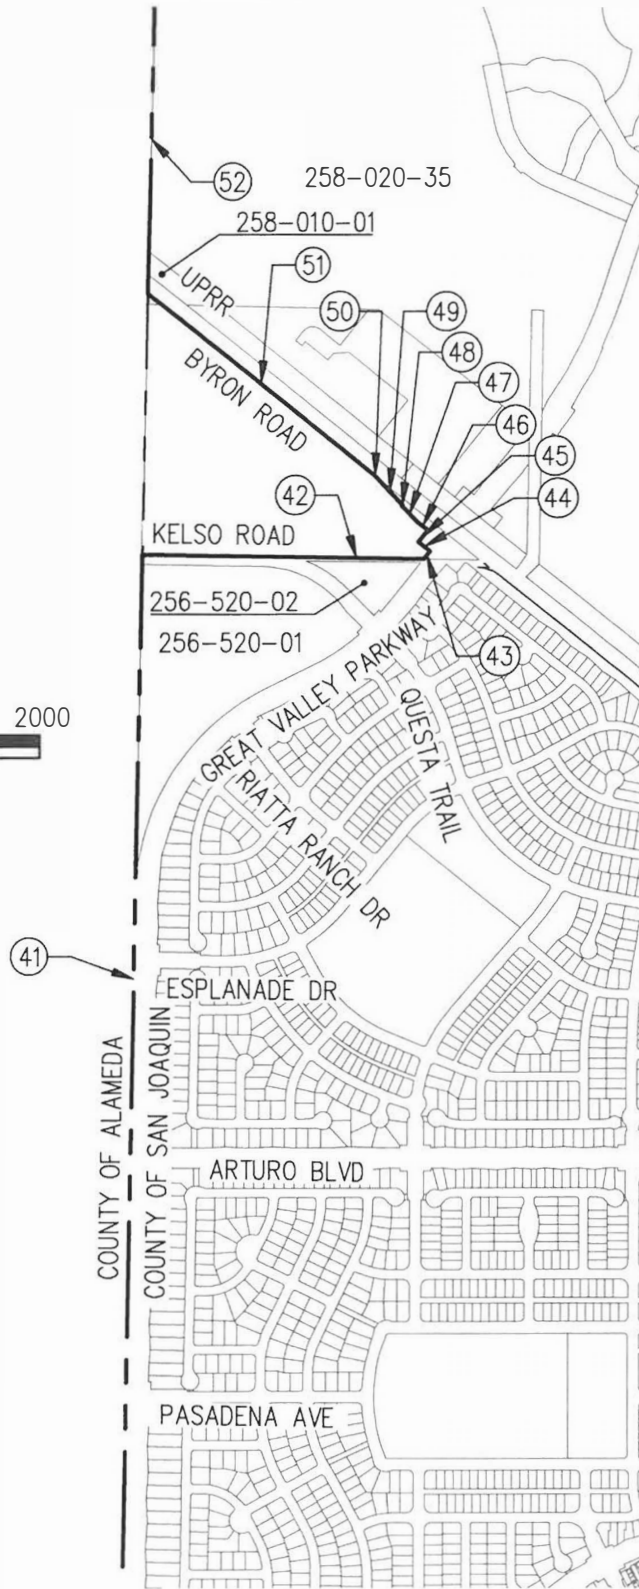 52
258-020-35
258-010-01
51
UPRR
50
49
48
BYRON ROAD
47
46
45
42
44
KELSO ROAD
256-520-02
256-520-01
43
2000
GREAT VALLEY PARKWAY
QUESTA TRAIL
RIATTA RANCH DR
41
ESPLANADE DR
COUNTY OF ALAMEDA
COUNTY OF SAN JOAQUIN
ARTURO BLVD
PASADENA AVE